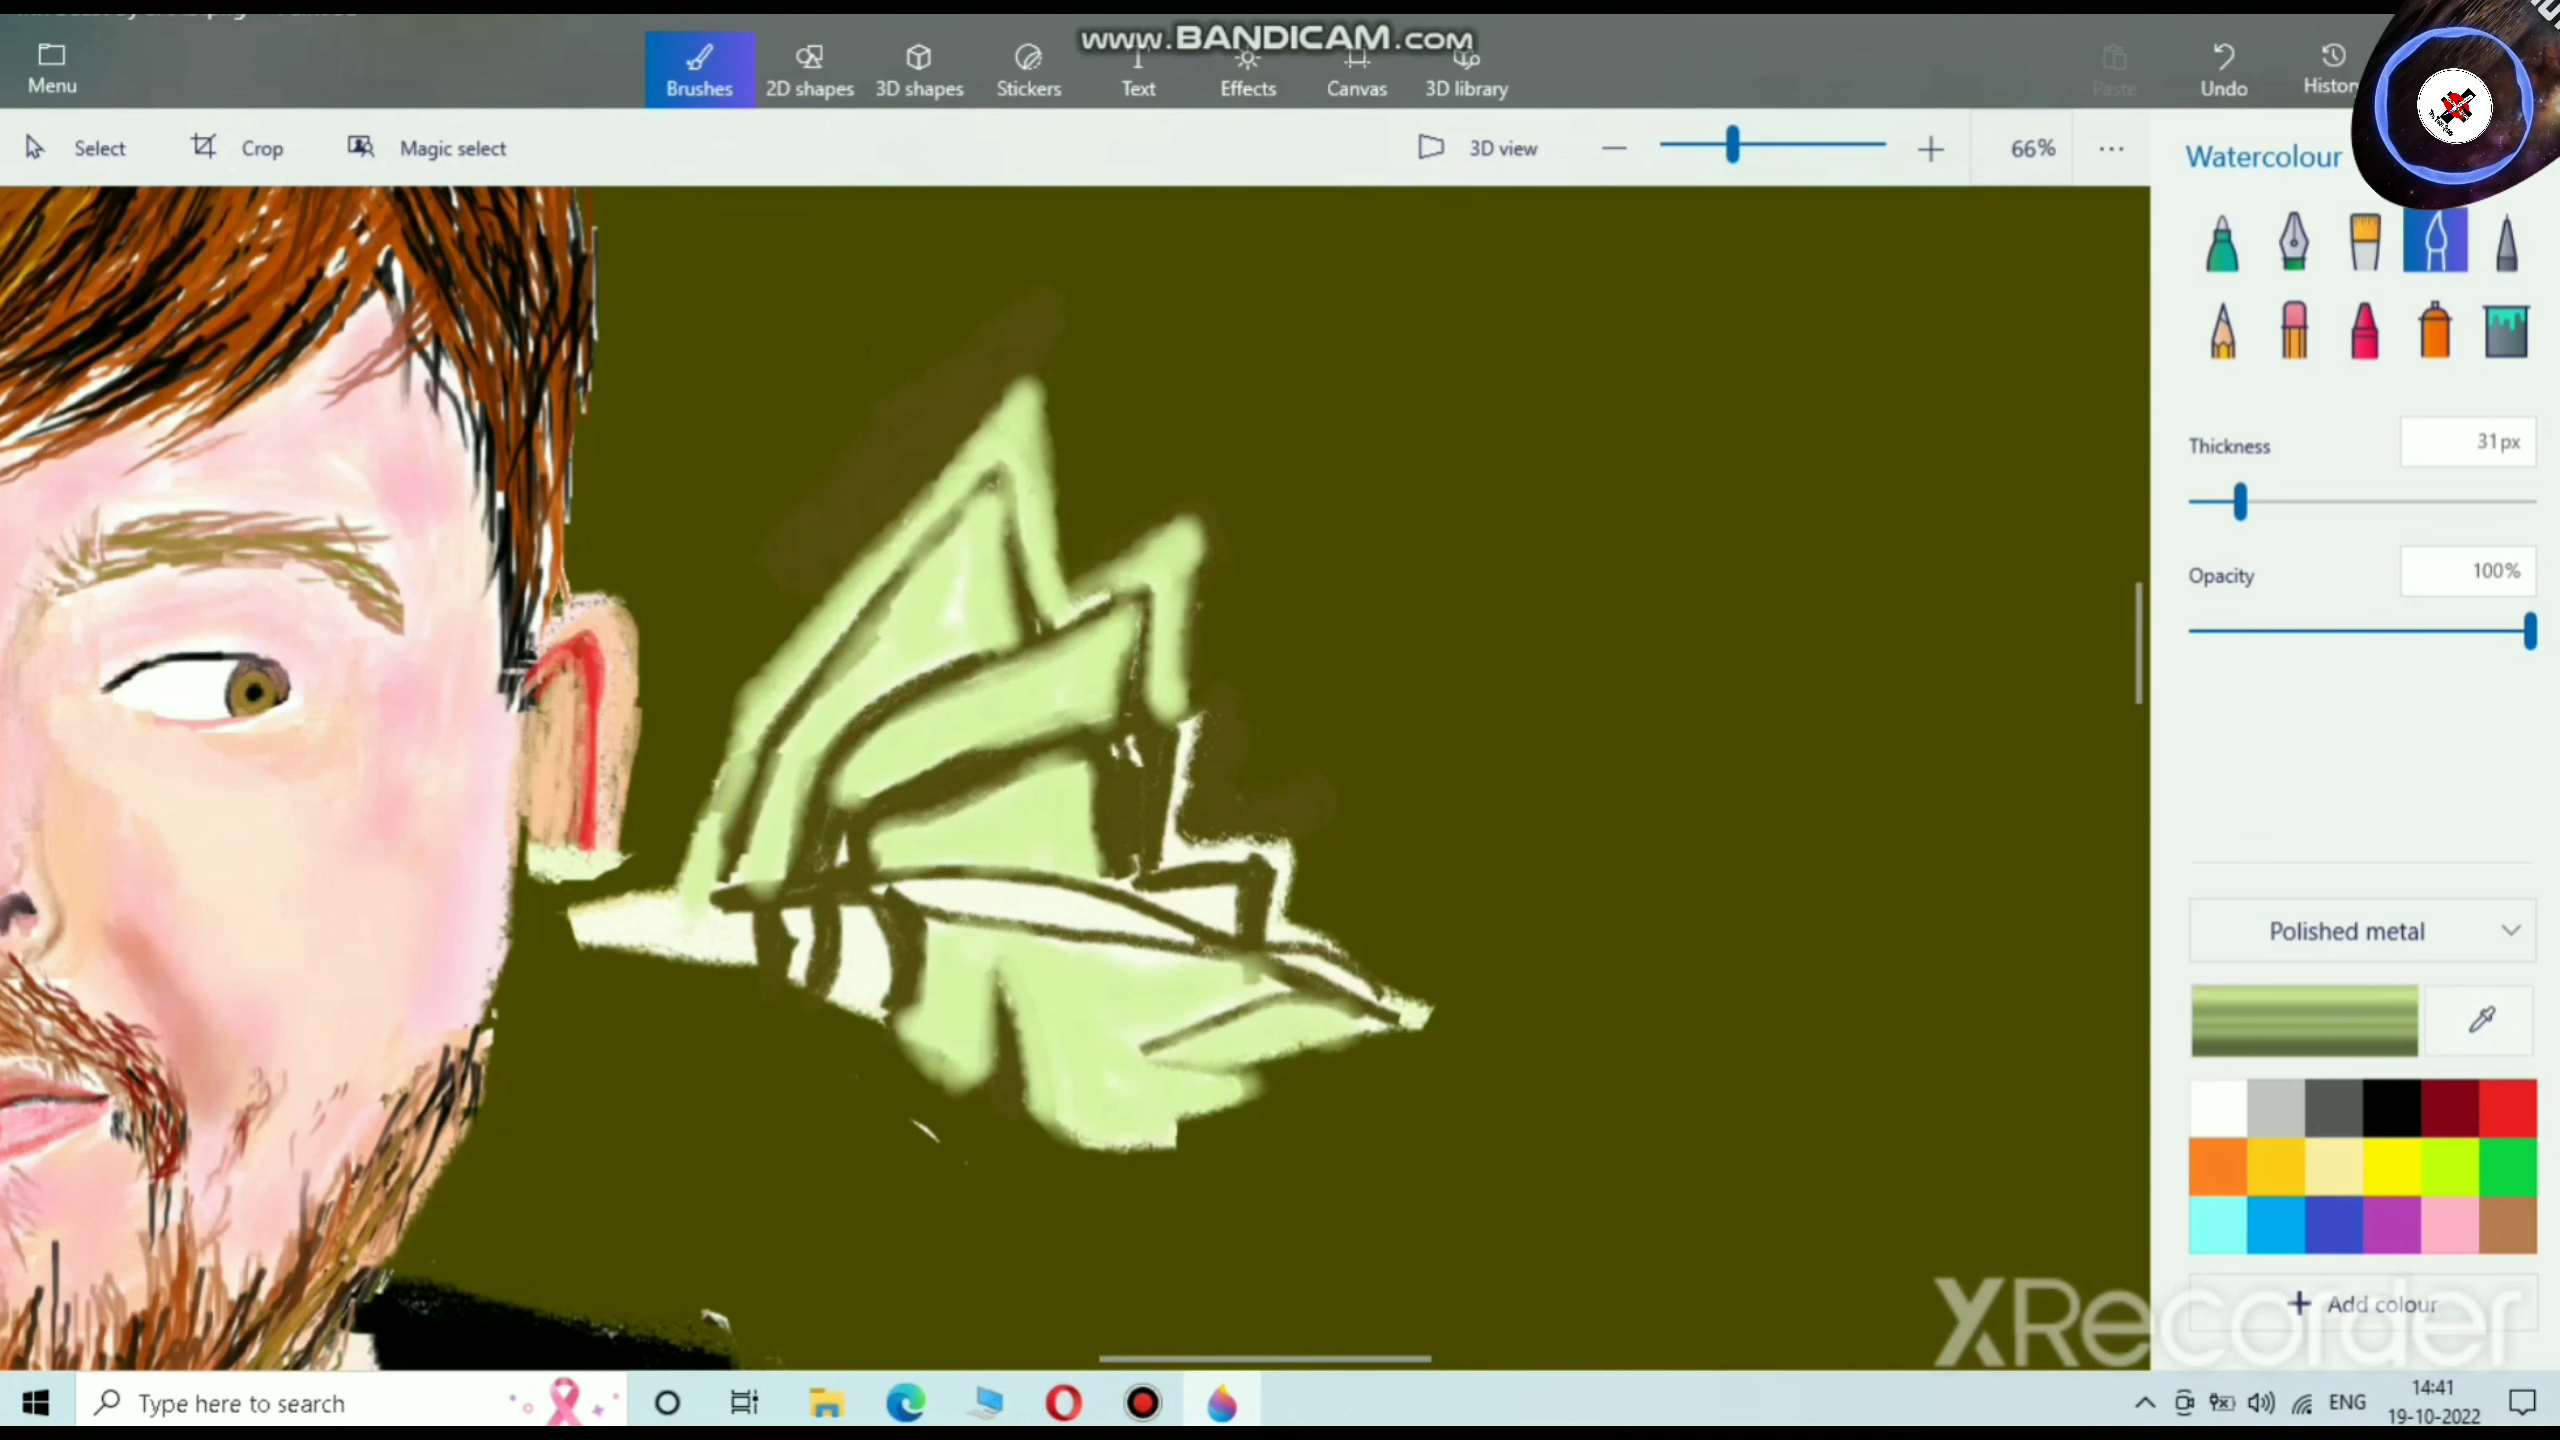 www.BANDICAM.com
Menu
Brushes
2D shapes
3D shapes
Stickers
Text
Effects
Canvas
3D library
Paste
Undo
Select
Crop
Magic select
3D view
66%
Watercolour
Thickness
31px
Opacity
100%
Polished metal
Add colour
XRecorder
Type here to search
ENG
14:41
19-10-2022